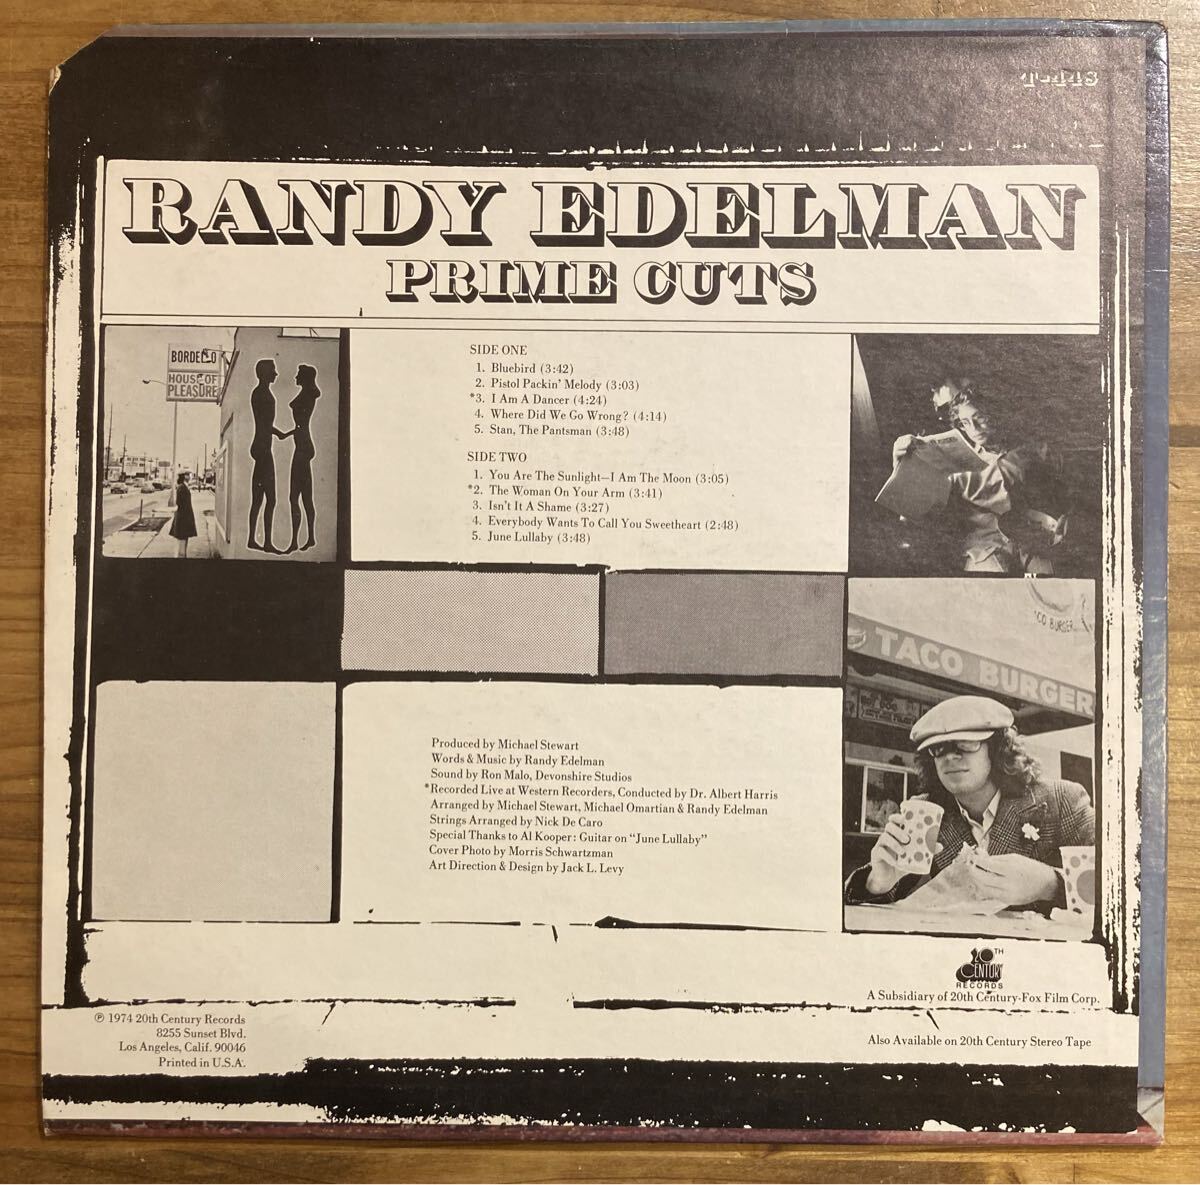 T-448
RANDY EDELMAN
PRIME CUTS
BORDELLO
HOUSE OF
PLEASURE
SIDE ONE
1. Bluebird (3:42)
2. Pistol Packin' Melody (3:03)
*3. I Am A Dancer (4:24)
4. Where Did We Go Wrong? (4:14)
5. Stan, The Pantsman (3:48)
SIDE TWO
1. You Are The Sunlight—I Am The Moon (3:05)
*2. The Woman On Your Arm (3:41)
3. Isn't It A Shame (3:27)
4. Everybody Wants To Call You Sweetheart (2:48)
5. June Lullaby (3:48)
CO BURGER
TACO BURGER
Produced by Michael Stewart
Words & Music by Randy Edelman
Sound by Ron Malo, Devonshire Studios
*Recorded Live at Western Recorders, Conducted by Dr. Albert Harris
Arranged by Michael Stewart, Michael Omartian & Randy Edelman
Strings Arranged by Nick De Caro
Special Thanks to Al Kooper: Guitar on "June Lullaby"
Cover Photo by Morris Schwartzman
Art Direction & Design by Jack L. Levy
20TH
CENTURY
RECORDS
A Subsidiary of 20th Century-Fox Film Corp.
Ⓟ 1974 20th Century Records
8255 Sunset Blvd.
Los Angeles, Calif. 90046
Printed in U.S.A.
Also Available on 20th Century Stereo Tape